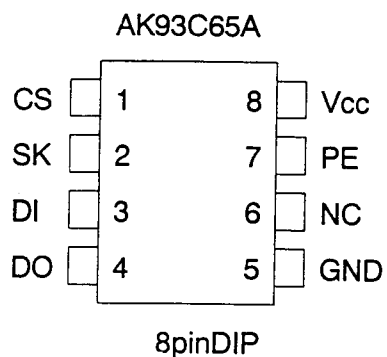 AK93C65A
CS 1 8 Vcc
SK 2 7 PE
DI 3 6 NC
DO 4 5 GND
8pinDIP